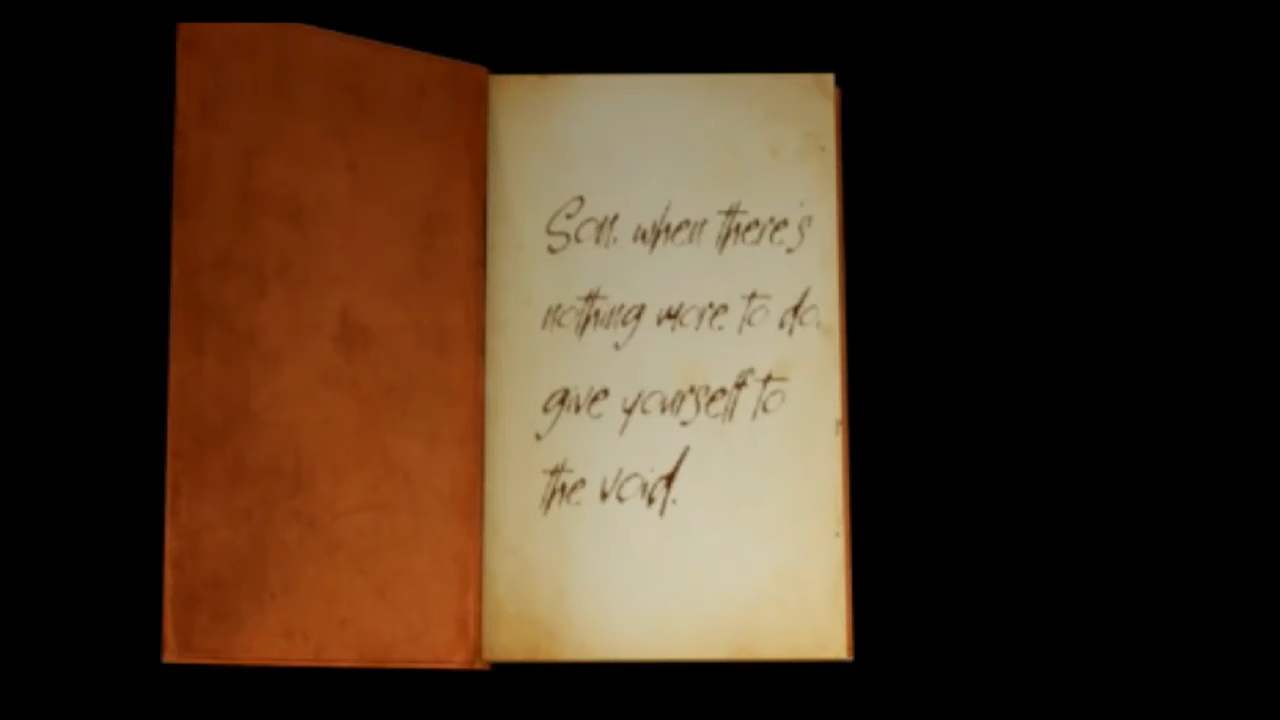 Son, when there's
nothing more to do,
give yourself to
the void.